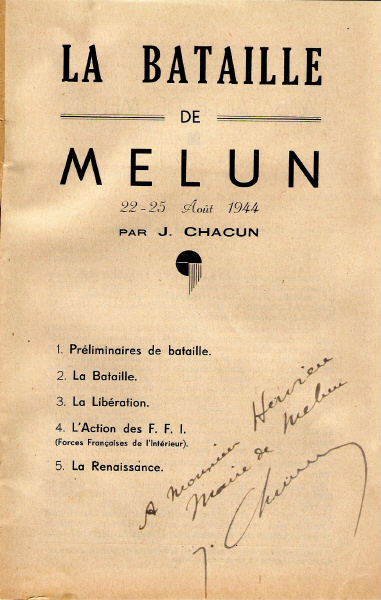 LA BATAILLE
DE
MELUN
22-25 Août 1944
PAR J. CHACUN
1. Préliminaires de bataille.
2. La Bataille.
3. La Libération.
4. L'Action des F. F. I.
(Forces Françaises de l'Intérieur).
5. La Renaissance.
A monsieur Hervieu
Maire de Melun
J. Chacun